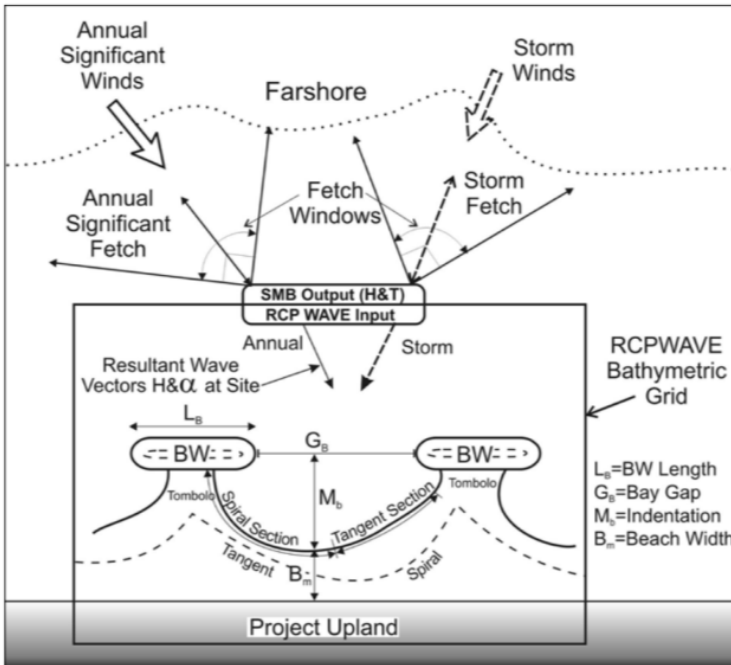 Annual
Significant
Winds
Storm
Winds
Farshore
Annual
Significant
Fetch
Fetch
Windows
Storm
Fetch
SMB Output (H&T)
RCP WAVE Input
Annual
Storm
Resultant Wave
Vectors H&α at Site
RCPWAVE
Bathymetric
Grid
L_B
G_B
BW
BW
Tombolo
Tombolo
M_b
Spiral Section
Tangent Section
Tangent
Spiral
B_m
L_B=BW Length
G_B=Bay Gap
M_b=Indentation
B_m=Beach Width
Project Upland